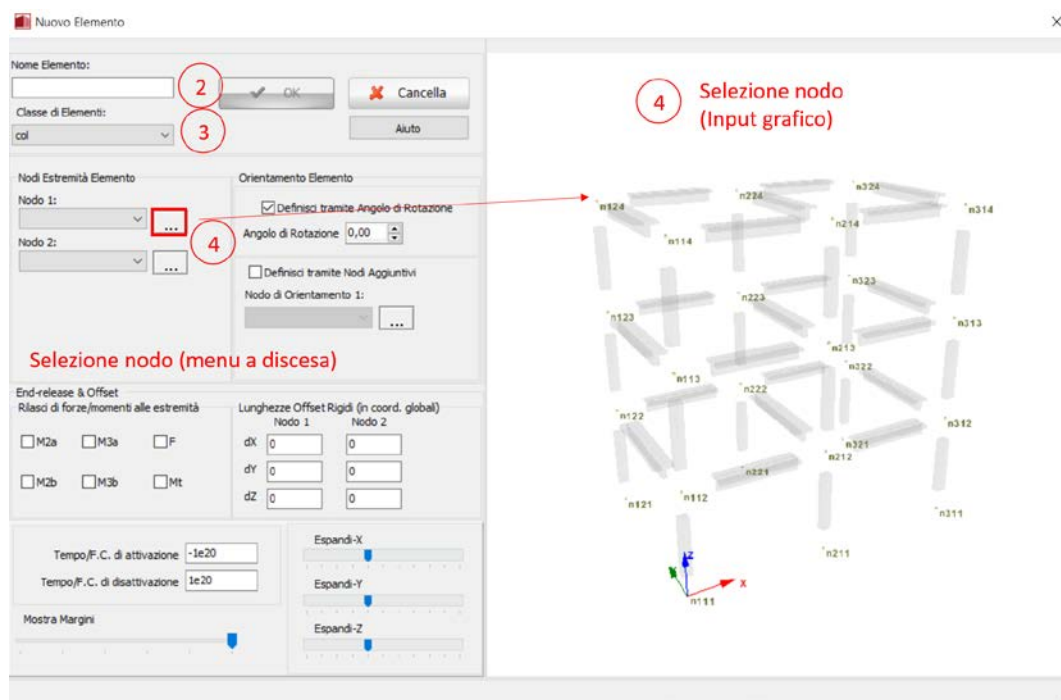 Nuovo Elemento
Nome Elemento:
2
OK
Cancella
Classe di Elementi:
col
3
Aiuto
4
Selezione nodo
(Input grafico)
Nodi Estremità Elemento
Nodo 1:
...
Nodo 2:
...
4
Orientamento Elemento
Definisci tramite Angolo di Rotazione
Angolo di Rotazione 0,00
Definisci tramite Nodi Aggiuntivi
Nodo di Orientamento 1:
...
Selezione nodo (menu a discesa)
End-release & Offset
Rilasci di forze/momenti alle estremità
M2a M3a F
M2b M3b Mt
Lunghezze Offset Rigidi (in coord. global)
Nodo 1 Nodo 2
dX 0 0
dY 0 0
dZ 0 0
Tempo/F.C. di attivazione -1e20
Tempo/F.C. di disattivazione 1e20
Mostra Margini
Espandi-X
Espandi-Y
Espandi-Z
n324
n224
n124
n314
n214
n114
n323
n223
n123
n313
n213
n322
n113
n222
n122
n312
n321
n212
n221
n112
n121
n311
n211
z
x
n111